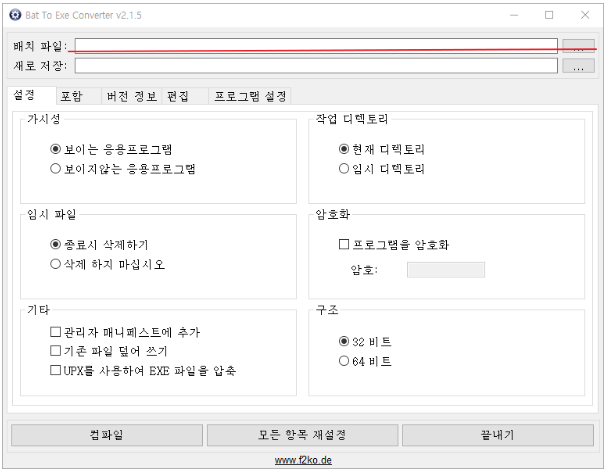 Bat To Exe Converter v2.1.5
배치 파일:
...
새로 저장:
...
설정 포함 버전 정보 편집 프로그램 설정
가시성
보이는 응용프로그램
보이지않는 응용프로그램
작업 디렉토리
현재 디렉토리
임시 디렉토리
임시 파일
종료시 삭제하기
삭제 하지 마십시오
암호화
프로그램을 암호화
암호:
기타
관리자 매니페스트에 추가
기존 파일 덮어 쓰기
UPX를 사용하여 EXE 파일을 압축
구조
32 비트
64 비트
컴파일 모든 항목 재설정 끝내기
www.f2ko.de